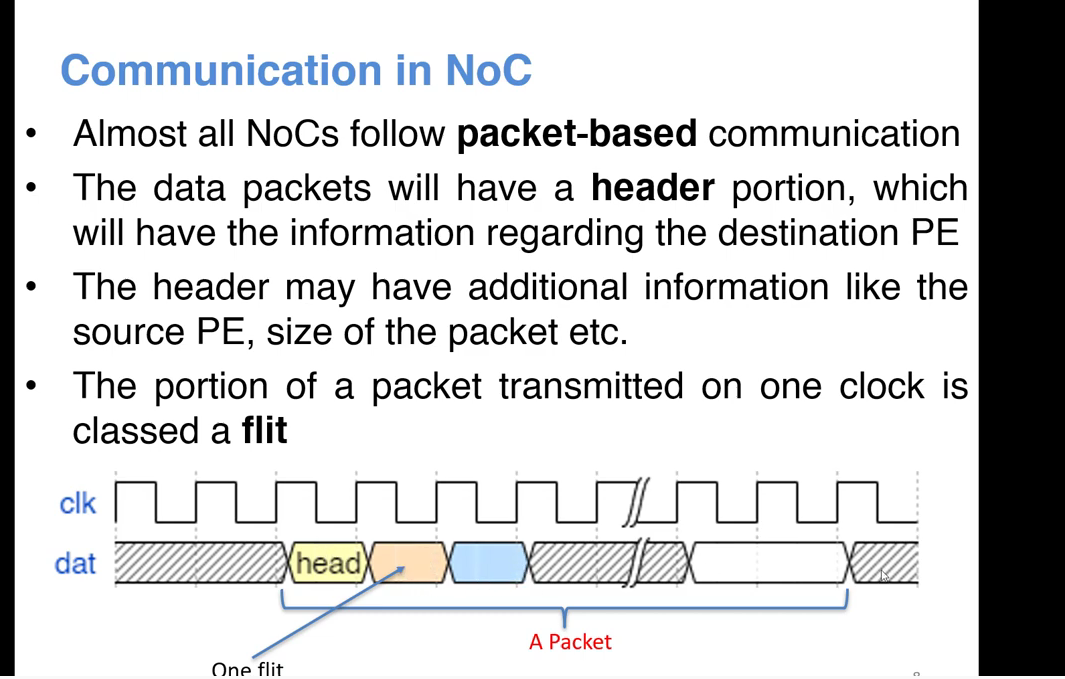 Communication in NoC
• Almost all NoCs follow packet-based communication
• The data packets will have a header portion, which
will have the information regarding the destination PE
• The header may have additional information like the
source PE, size of the packet etc.
• The portion of a packet transmitted on one clock is
classed a flit
clk
dat
head
A Packet
One flit